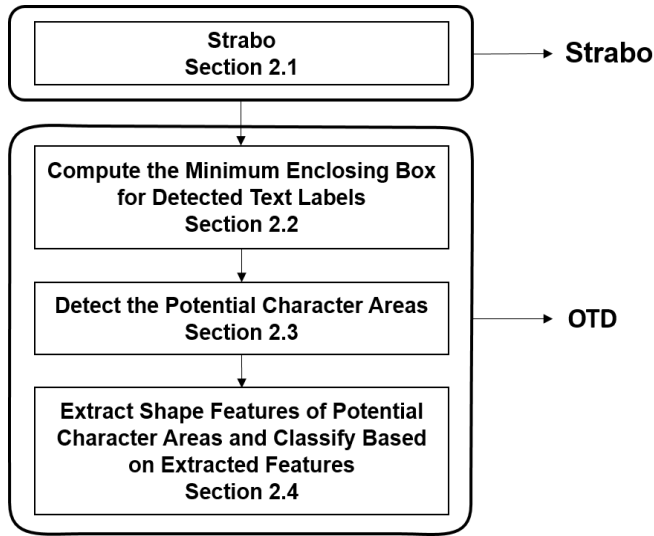 Strabo
Section 2.1
Strabo
Compute the Minimum Enclosing Box
for Detected Text Labels
Section 2.2
Detect the Potential Character Areas
Section 2.3
OTD
Extract Shape Features of Potential
Character Areas and Classify Based
on Extracted Features
Section 2.4